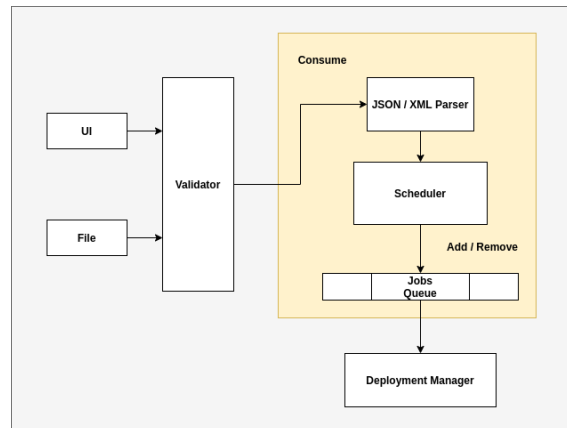 Consume
JSON / XML Parser
UI
Validator
Scheduler
File
Add / Remove
Jobs
Queue
Deployment Manager